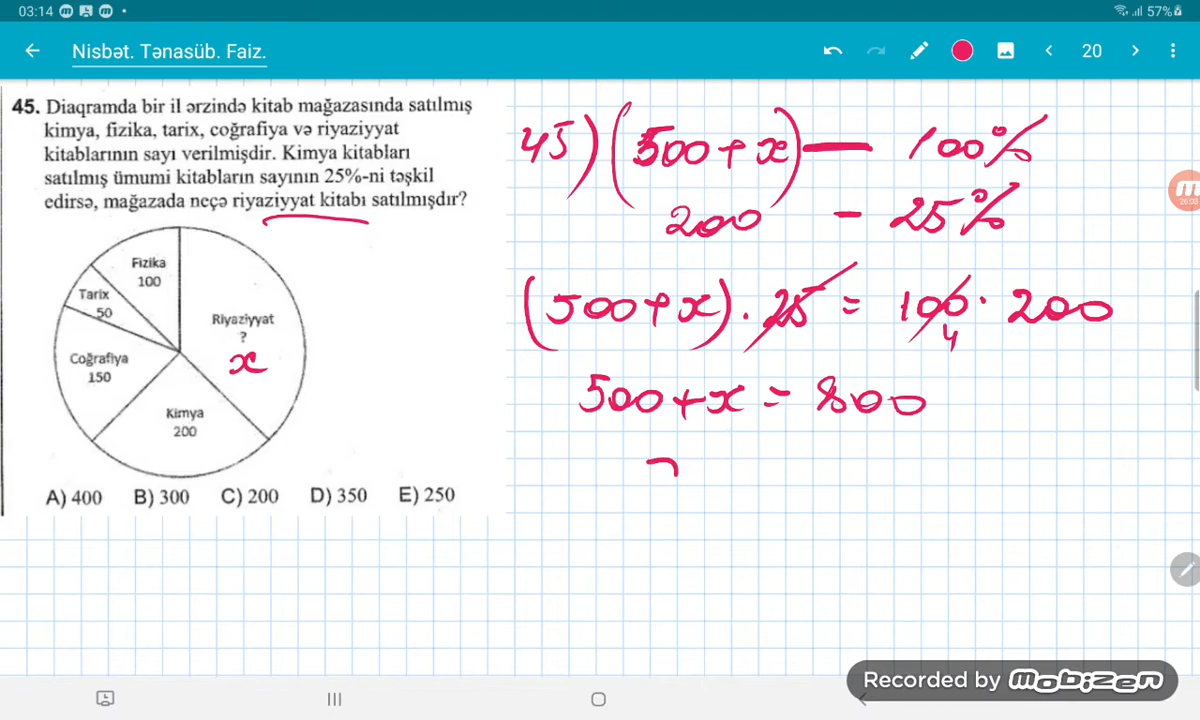 03:14
57%
Nisbət. Tənasüb. Faiz.
20
45. Diaqramda bir il ərzində kitab mağazasında satılmış
kimya, fizika, tarix, coğrafiya və riyaziyyat
kitablarının sayı verilmişdir. Kimya kitabları
satılmış ümumi kitabların sayının 25%-ni təşkil
edirsə, mağazada neçə riyaziyyat kitabı satılmışdır?
Fizika
100
Tarix
50
Riyaziyyat
?
x
Coğrafiya
150
Kimya
200
A) 400 B) 300 C) 200 D) 350 E) 250
45) (500+x) — 100%
200 - 25%
(500+x) · 25 = 100 · 200
4
500+x = 800
m
26:03
Recorded by mobizen